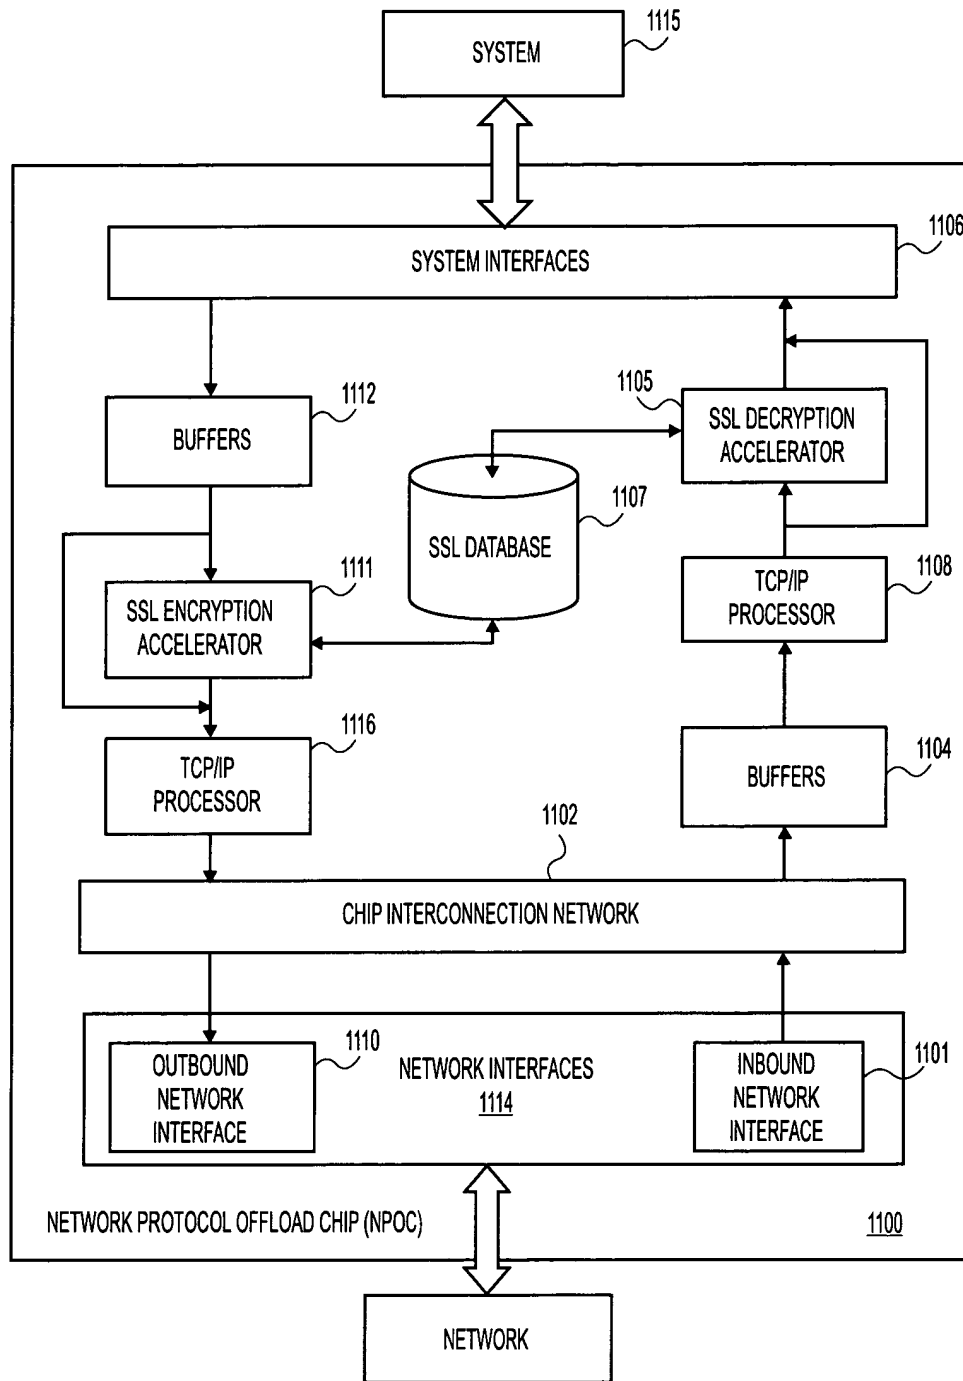 SYSTEM
1115
SYSTEM INTERFACES
1106
BUFFERS
1112
SSL DECRYPTION
ACCELERATOR
1105
SSL DATABASE
1107
SSL ENCRYPTION
ACCELERATOR
1111
TCP/IP
PROCESSOR
1108
TCP/IP
PROCESSOR
1116
BUFFERS
1104
1102
CHIP INTERCONNECTION NETWORK
OUTBOUND
NETWORK
INTERFACE
1110
NETWORK INTERFACES
1114
INBOUND
NETWORK
INTERFACE
1101
NETWORK PROTOCOL OFFLOAD CHIP (NPOC)
1100
NETWORK